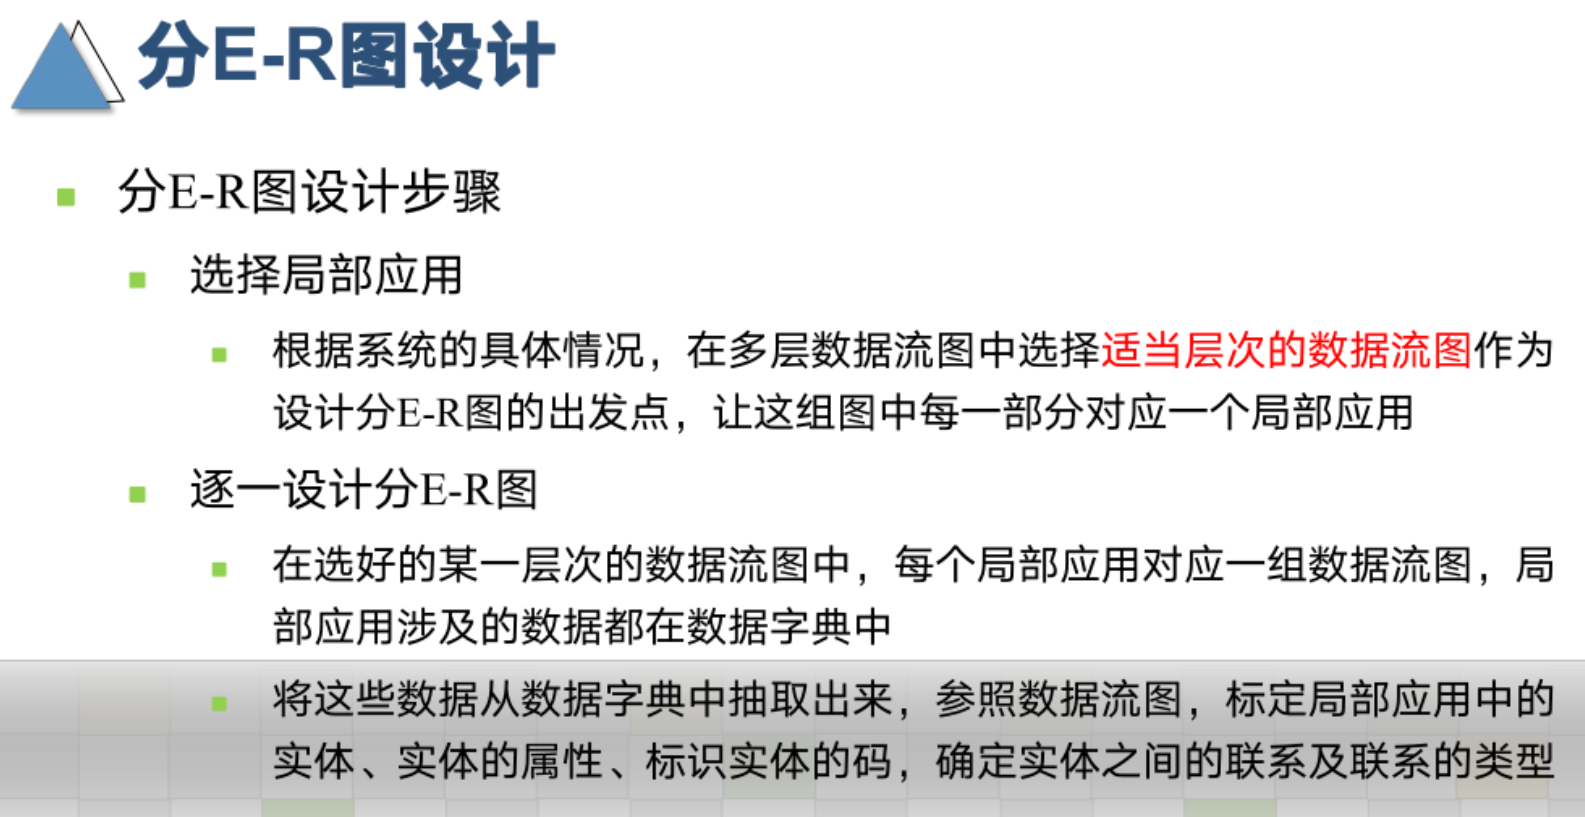 分E-R图设计
分E-R图设计步骤
选择局部应用
根据系统的具体情况，在多层数据流图中选择适当层次的数据流图作为
设计分E-R图的出发点，让这组图中每一部分对应一个局部应用
逐一设计分E-R图
在选好的某一层次的数据流图中，每个局部应用对应一组数据流图，局
部应用涉及的数据都在数据字典中
将这些数据从数据字典中抽取出来，参照数据流图，标定局部应用中的
实体、实体的属性、标识实体的码，确定实体之间的联系及联系的类型